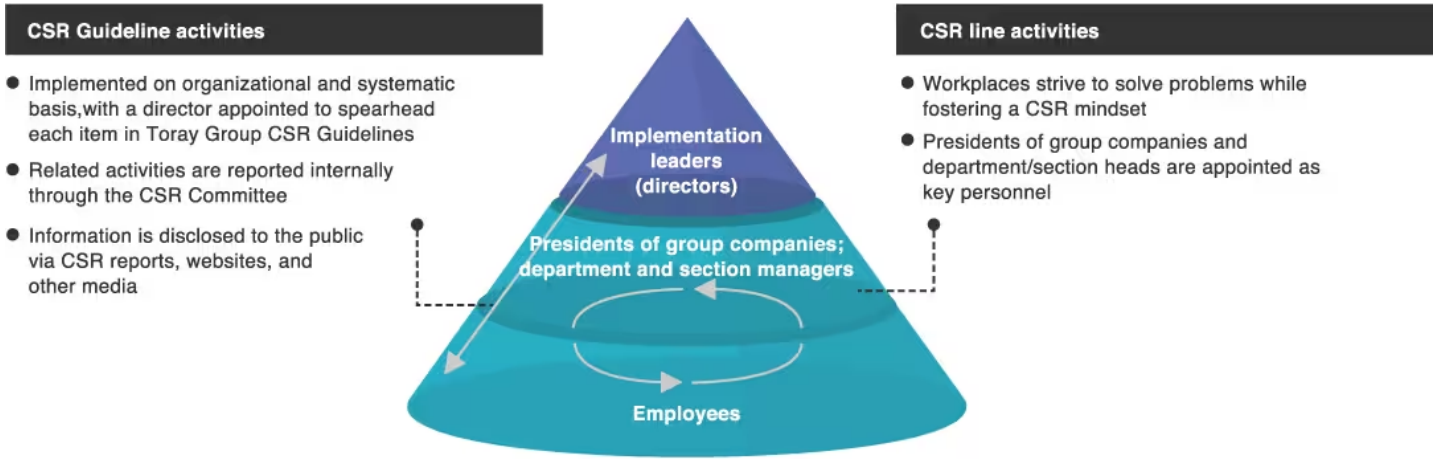 CSR Guideline activities
● Implemented on organizational and systematic
basis,with a director appointed to spearhead
each item in Toray Group CSR Guidelines
● Related activities are reported internally
through the CSR Committee
● Information is disclosed to the public
via CSR reports, websites, and
other media
Implementation
leaders
(directors)
Presidents of group companies;
department and section managers
Employees
CSR line activities
● Workplaces strive to solve problems while
fostering a CSR mindset
● Presidents of group companies and
department/section heads are appointed as
key personnel